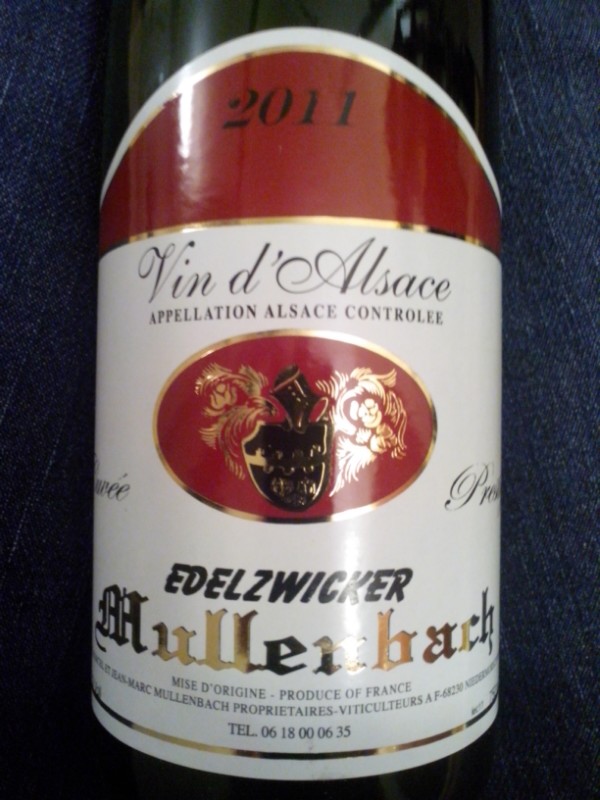 2011
Vin d'Alsace
APPELLATION ALSACE CONTROLEE
EDELZWICKER
Mullenbach
MISE D'ORIGINE - PRODUCE OF FRANCE
ET JEAN-MARC MULLENBACH PROPRIETAIRES-VITICULTEURS A F-68230
TEL. 06 18 00 06 35